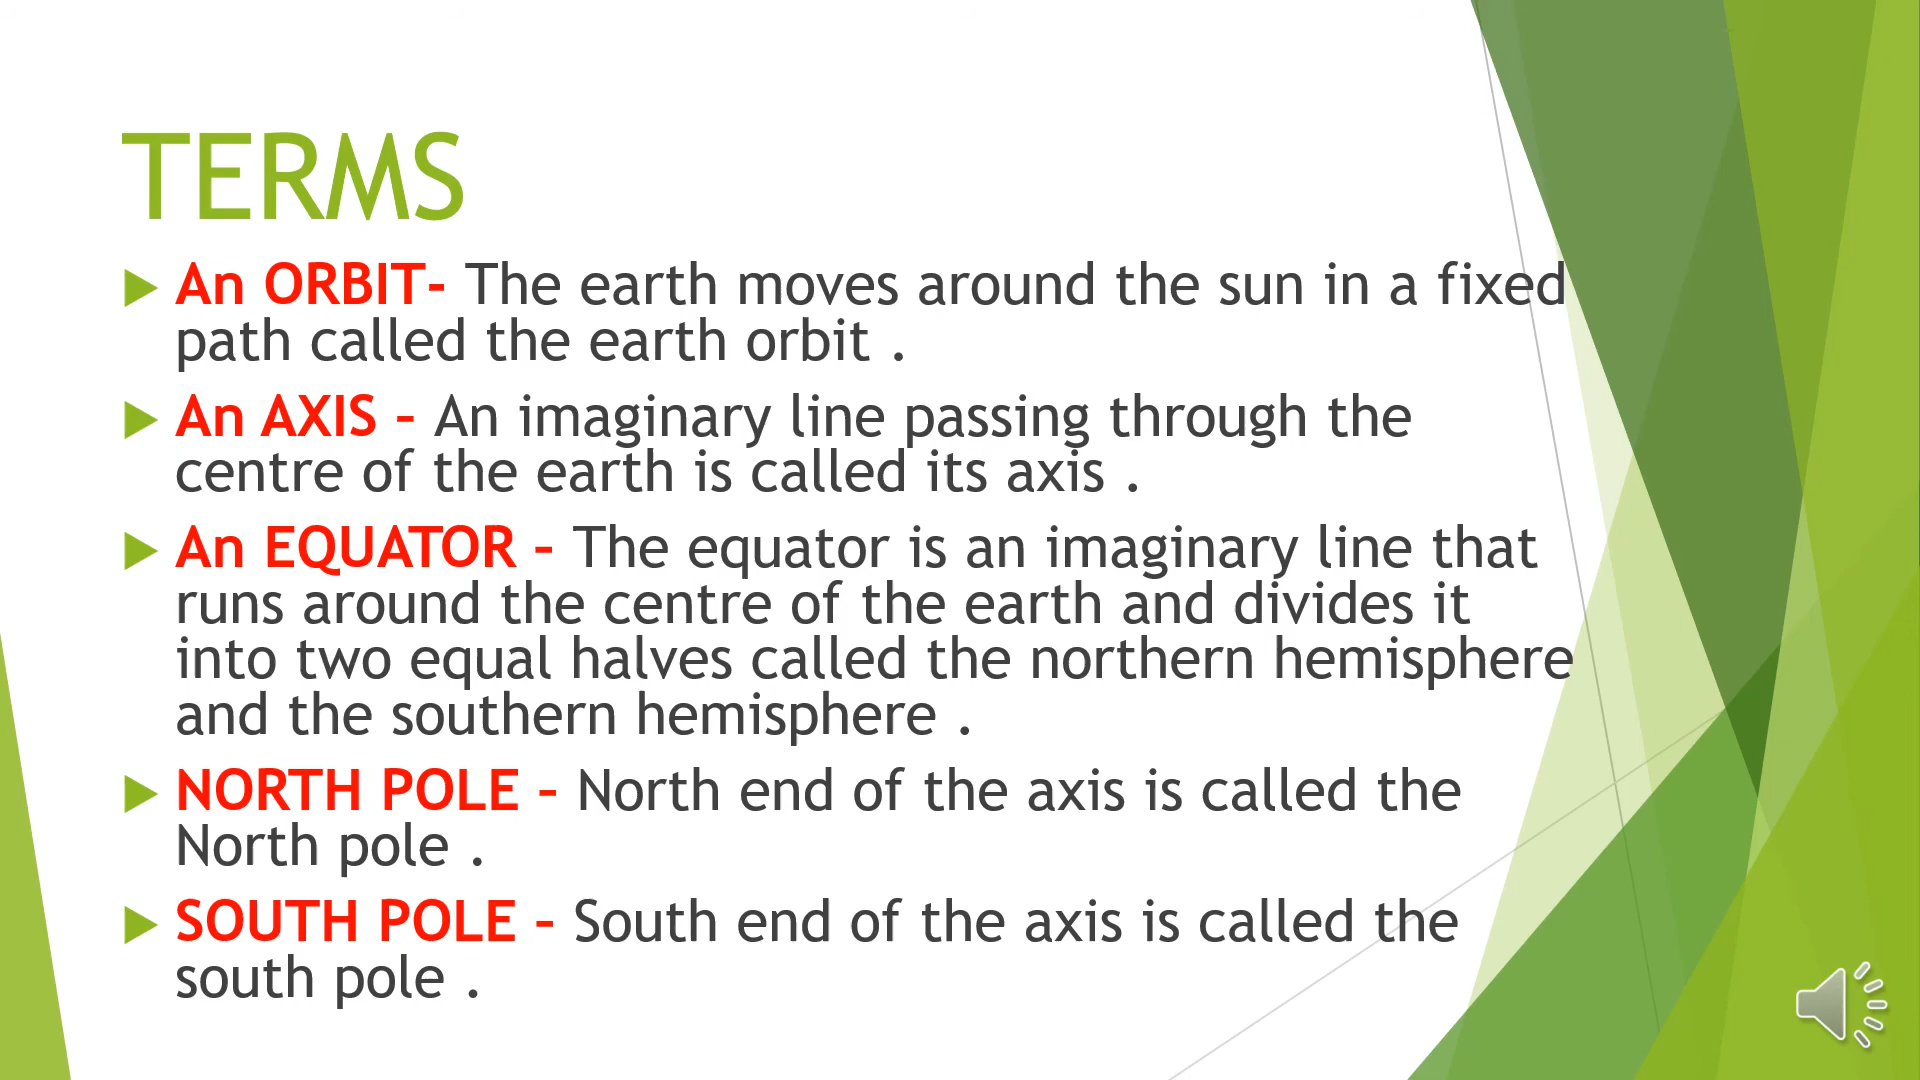 TERMS
An ORBIT- The earth moves around the sun in a fixed
path called the earth orbit .
An AXIS – An imaginary line passing through the
centre of the earth is called its axis .
An EQUATOR – The equator is an imaginary line that
runs around the centre of the earth and divides it
into two equal halves called the northern hemisphere
and the southern hemisphere .
NORTH POLE – North end of the axis is called the
North pole .
SOUTH POLE – South end of the axis is called the
south pole .